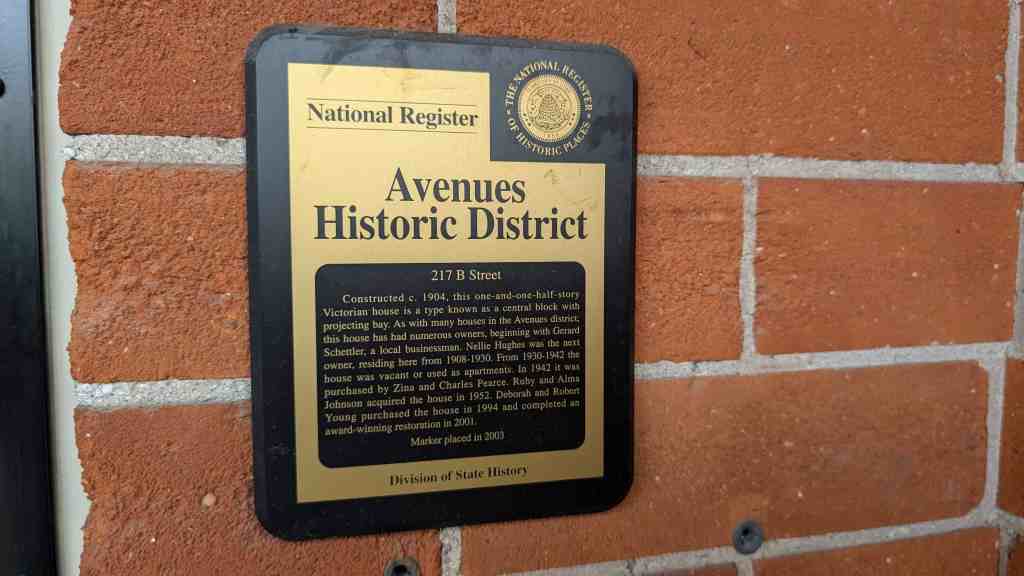 National Register
THE NATIONAL REGISTER
OF HISTORIC PLACES
Avenues
Historic District
217 B Street
Constructed c. 1904, this one-and-one-half-story
Victorian house is a type known as a central block with
projecting bay. As with many houses in the Avenues district,
this house has had numerous owners, beginning with Gerard
Schettler, a local businessman. Nellie Hughes was the next
owner, residing here from 1908-1930. From 1930-1942 the
house was vacant or used as apartments. In 1942 it was
purchased by Zina and Charles Pearce. Ruby and Alma
Johnson acquired the house in 1952. Deborah and Robert
Young purchased the house in 1994 and completed an
award-winning restoration in 2001.
Marker placed in 2003
Division of State History